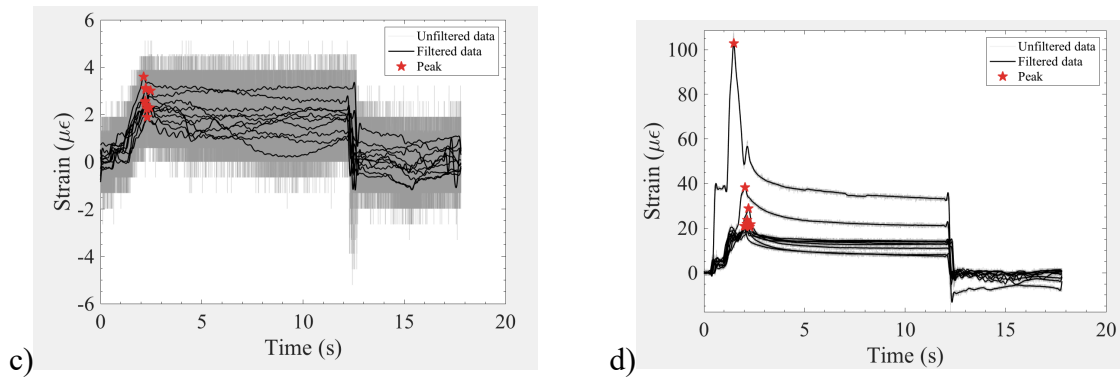 6
4
2
0
-2
-4
-6
0
5
10
15
20
Strain (με)
Time (s)
Unfiltered data
Filtered data
Peak
c)
100
80
60
40
20
0
0
5
10
15
20
Strain (με)
Time (s)
Unfiltered data
Filtered data
Peak
d)